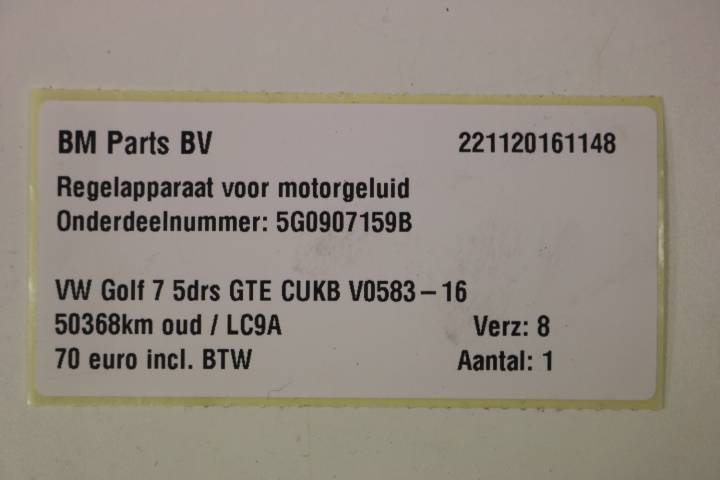 BM Parts BV 221120161148
Regelapparaat voor motorgeluid
Onderdeelnummer: 5G0907159B
VW Golf 7 5drs GTE CUKB V0583-16
50368km oud / LC9A Verz: 8
70 euro incl. BTW Aantal: 1